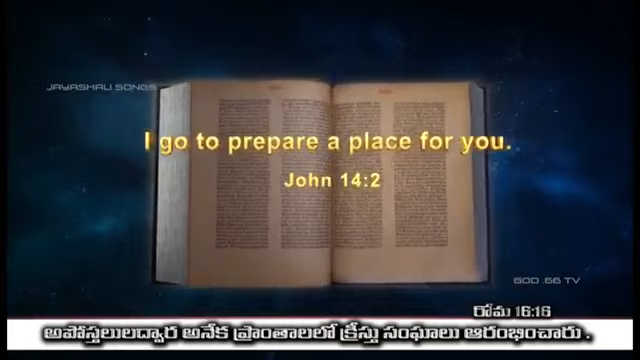 JAYASHALI SONGS
I go to prepare a place for you.
John 14:2
GOD .66 TV
రోమ 16:16
అపోస్తలులద్వార అనేక ప్రాంతాలలో క్రీస్తు సంఘాలు ఆరంభించారు .